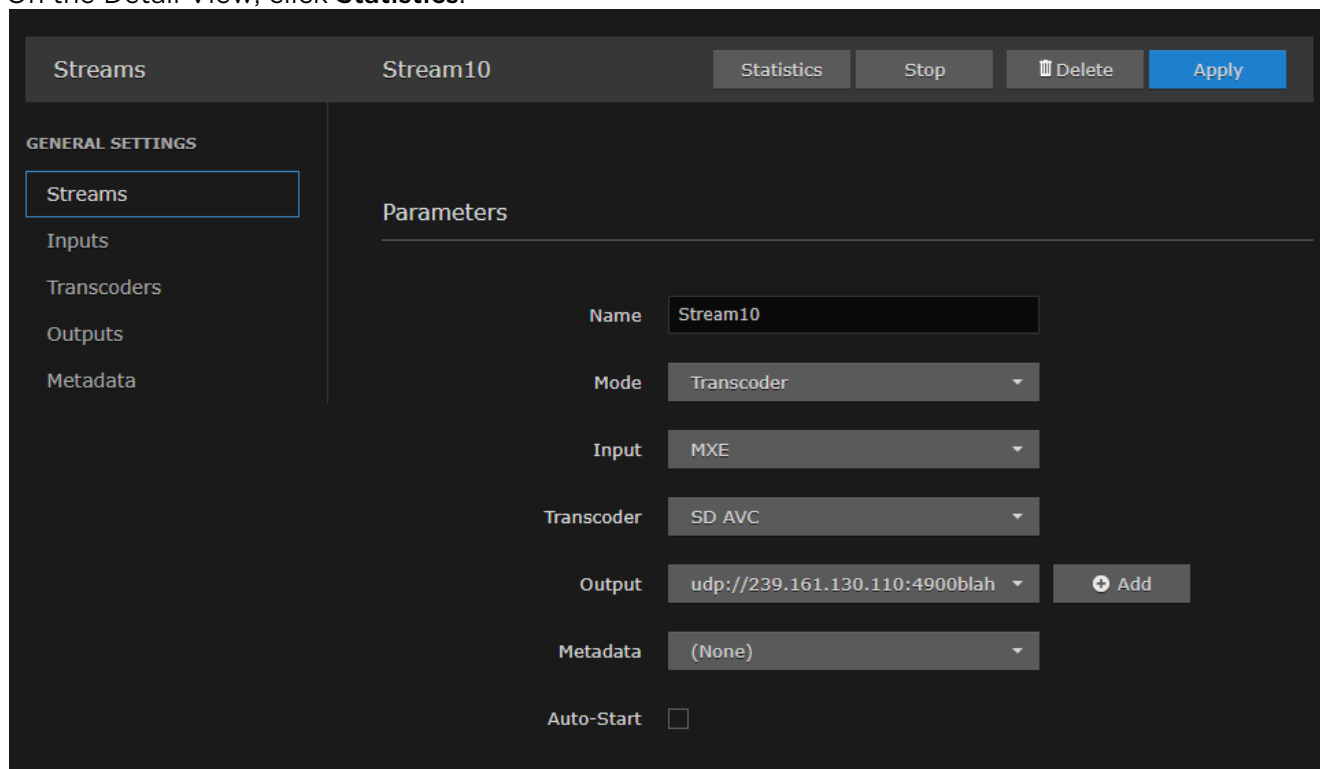 On the Detail View, click Statistics.
Streams Stream10 Statistics Stop Delete Apply
GENERAL SETTINGS
Streams
Inputs
Transcoders
Outputs
Metadata
Parameters
Name Stream10
Mode Transcoder
Input MXE
Transcoder SD AVC
Output udp://239.161.130.110:4900blah Add
Metadata (None)
Auto-Start